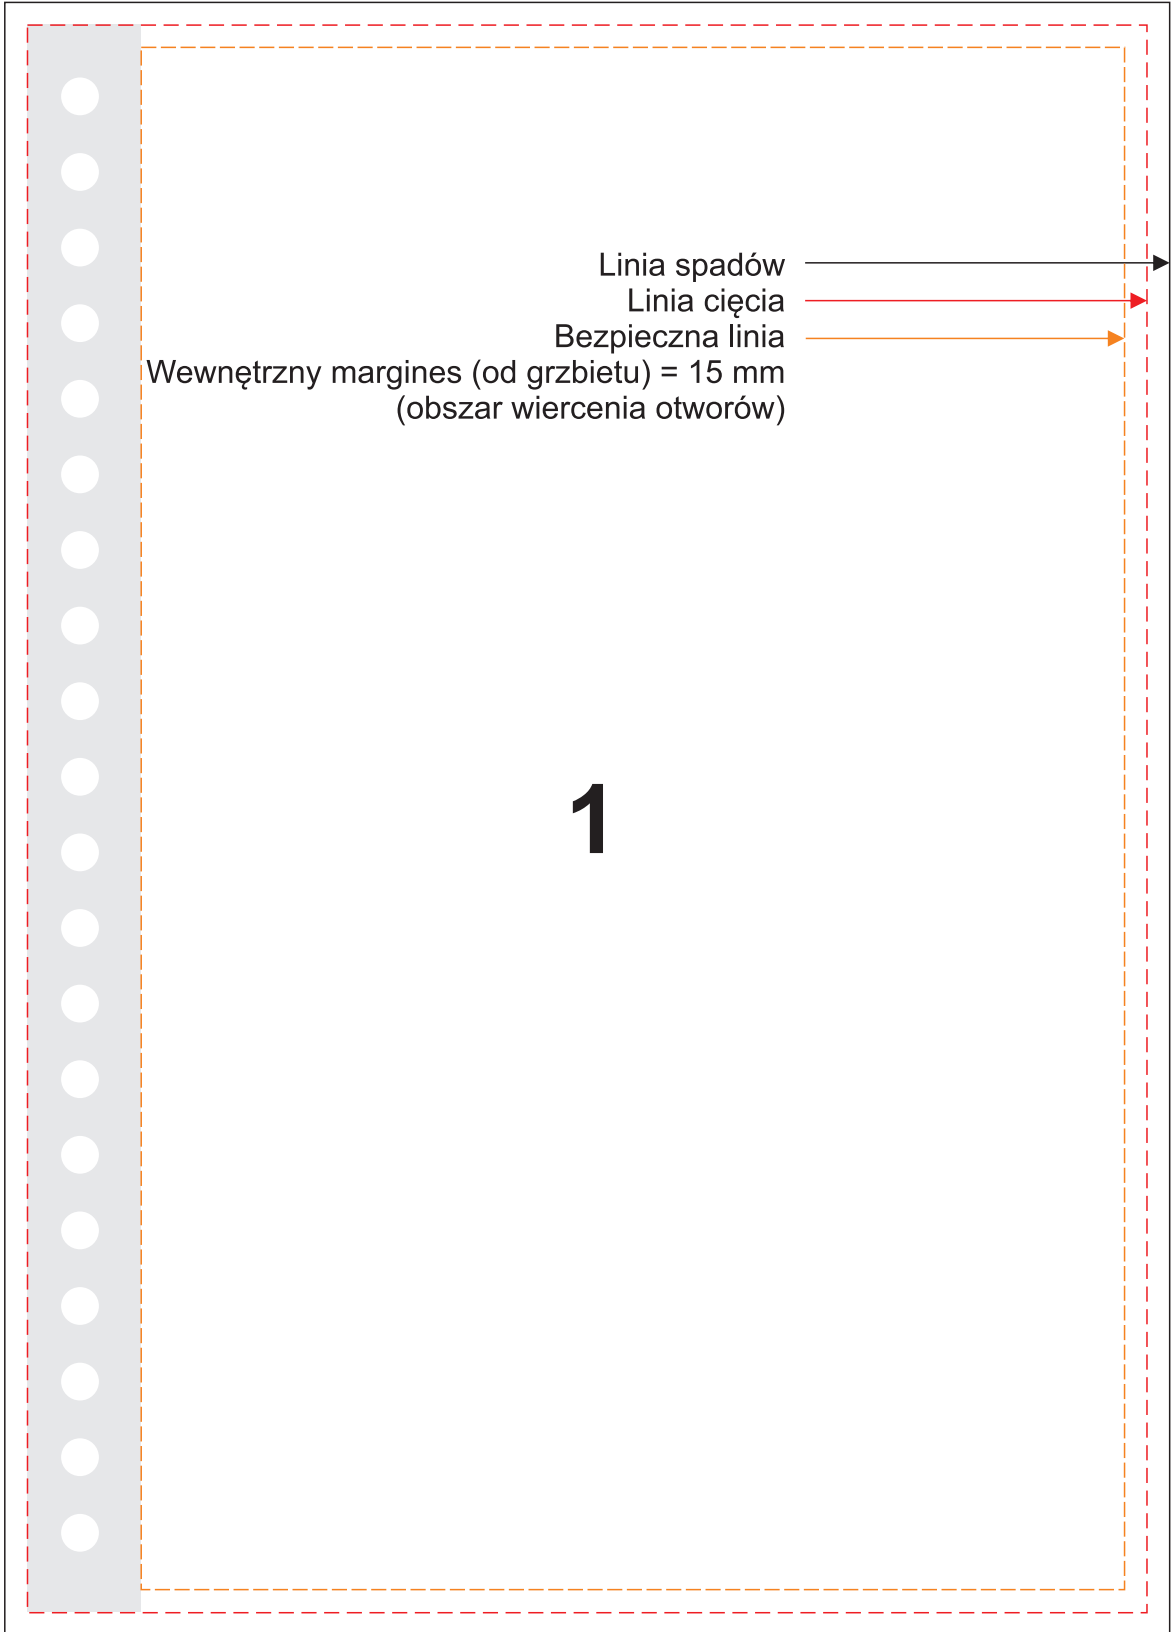 Linia spadów
Linia cięcia
Bezpieczna linia
Wewnętrzny margines (od grzbietu) = 15 mm
(obszar wiercenia otworów)
1